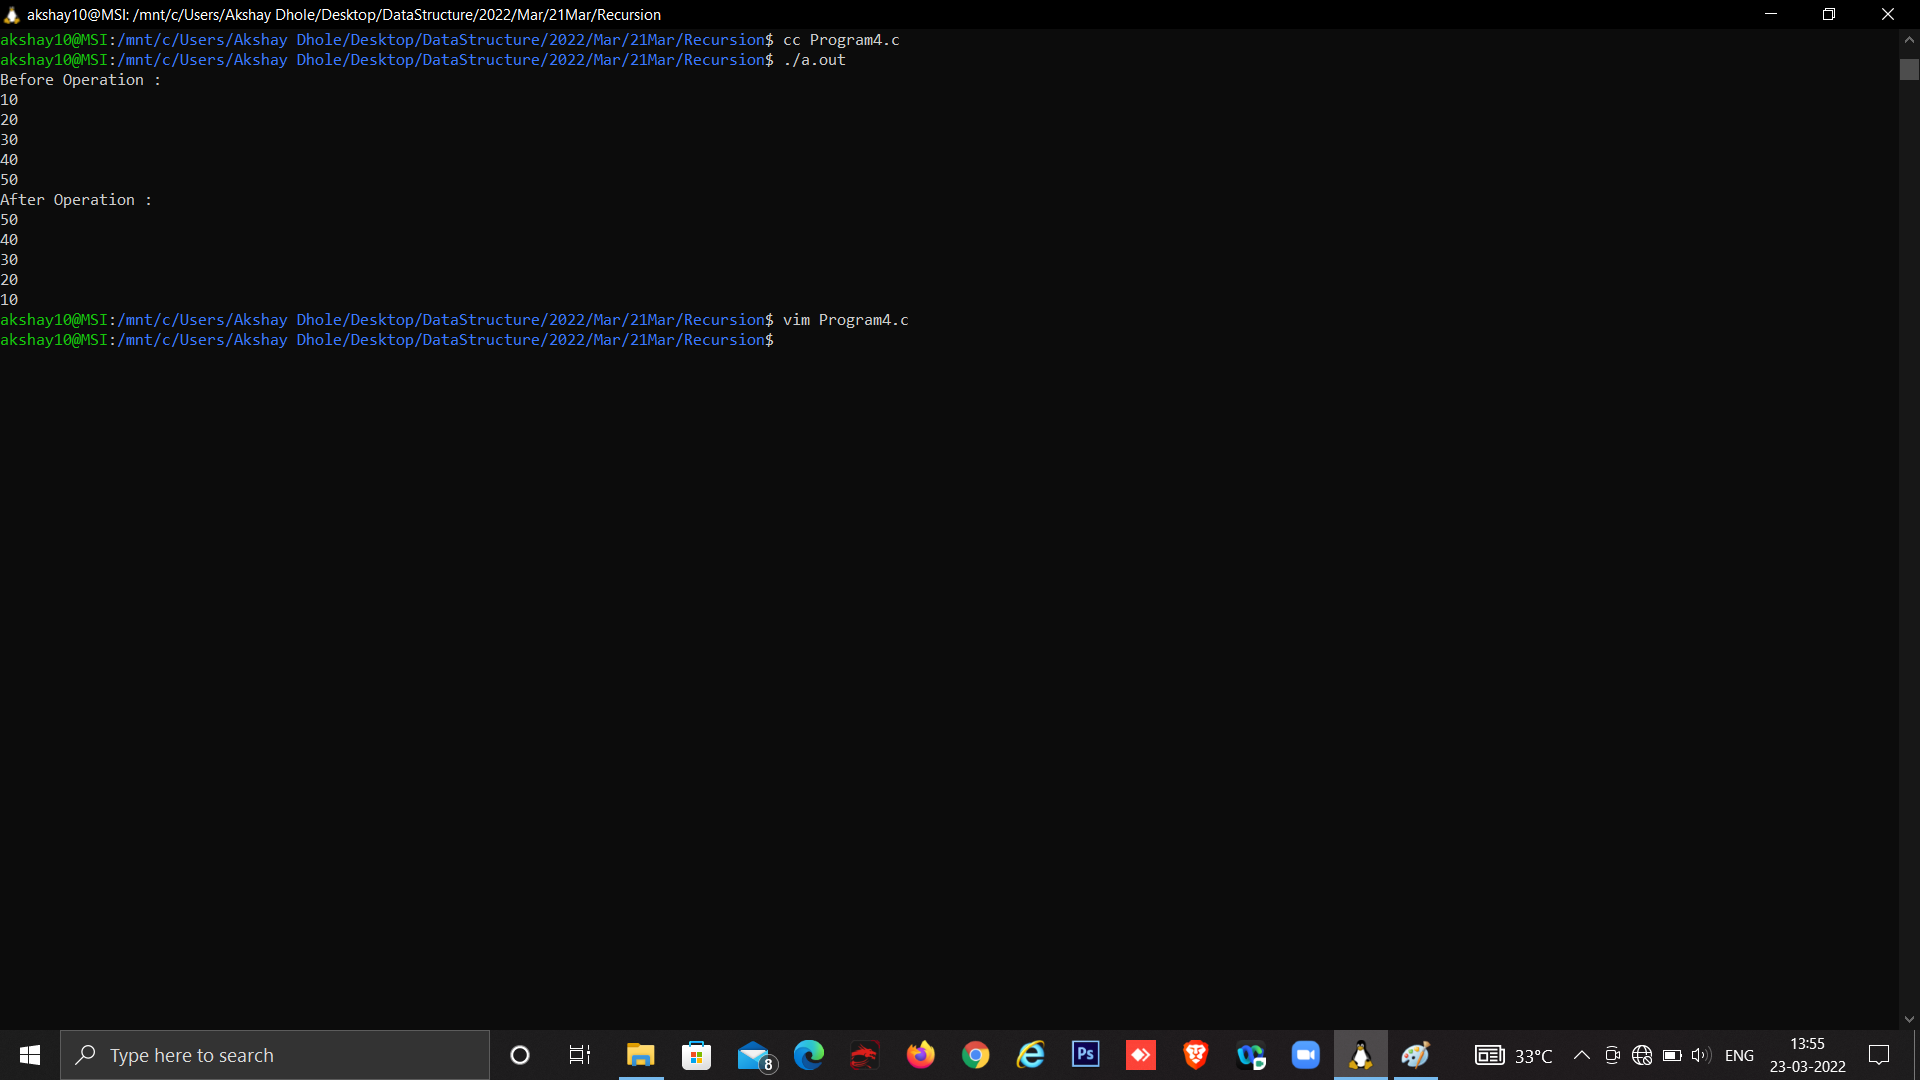 akshay10@MSI: /mnt/c/Users/Akshay Dhole/Desktop/DataStructure/2022/Mar/21Mar/Recursion
akshay10@MSI:/mnt/c/Users/Akshay Dhole/Desktop/DataStructure/2022/Mar/21Mar/Recursion$ cc Program4.c
akshay10@MSI:/mnt/c/Users/Akshay Dhole/Desktop/DataStructure/2022/Mar/21Mar/Recursion$ ./a.out
Before Operation :
10
20
30
40
50
After Operation :
50
40
30
20
10
akshay10@MSI:/mnt/c/Users/Akshay Dhole/Desktop/DataStructure/2022/Mar/21Mar/Recursion$ vim Program4.c
akshay10@MSI:/mnt/c/Users/Akshay Dhole/Desktop/DataStructure/2022/Mar/21Mar/Recursion$
Type here to search
8
Ps
33°C
ENG
13:55
23-03-2022